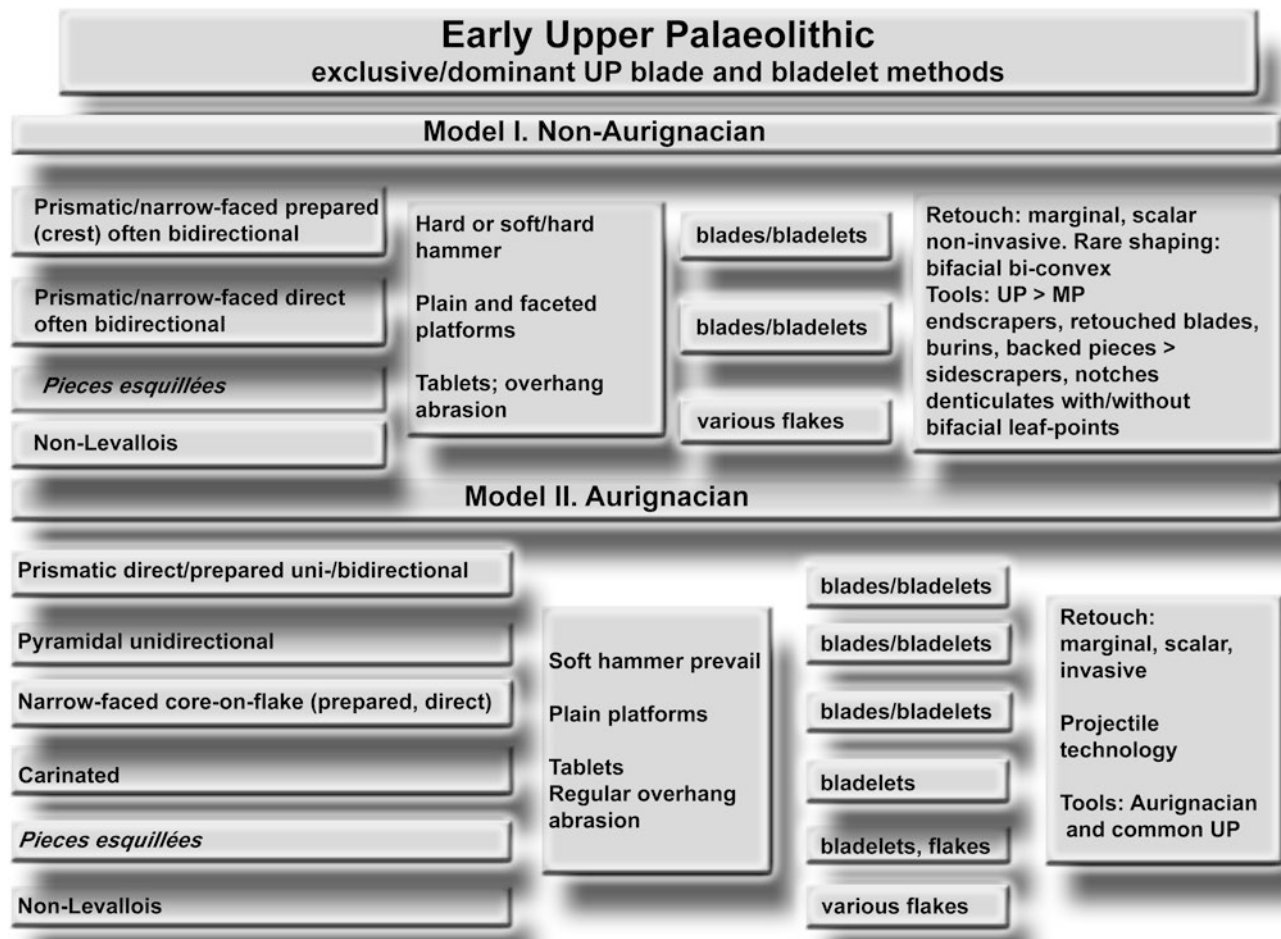 Early Upper Palaeolithic
exclusive/dominant UP blade and bladelet methods
Model I. Non-Aurignacian
Prismatic/narrow-faced prepared
(crest) often bidirectional
Prismatic/narrow-faced direct
often bidirectional
Pieces esquillées
Non-Levallois
Hard or soft/hard
hammer
Plain and faceted
platforms
Tablets; overhang
abrasion
blades/bladelets
blades/bladelets
various flakes
Retouch: marginal, scalar
non-invasive. Rare shaping:
bifacial bi-convex
Tools: UP > MP
endscrapers, retouched blades,
burins, backed pieces >
sidescrapers, notches
denticulates with/without
bifacial leaf-points
Model II. Aurignacian
Prismatic direct/prepared uni-/bidirectional
Pyramidal unidirectional
Narrow-faced core-on-flake (prepared, direct)
Carinated
Pieces esquillées
Non-Levallois
Soft hammer prevail
Plain platforms
Tablets
Regular overhang
abrasion
blades/bladelets
blades/bladelets
blades/bladelets
bladelets
bladelets, flakes
various flakes
Retouch:
marginal, scalar,
invasive
Projectile
technology
Tools: Aurignacian
and common UP